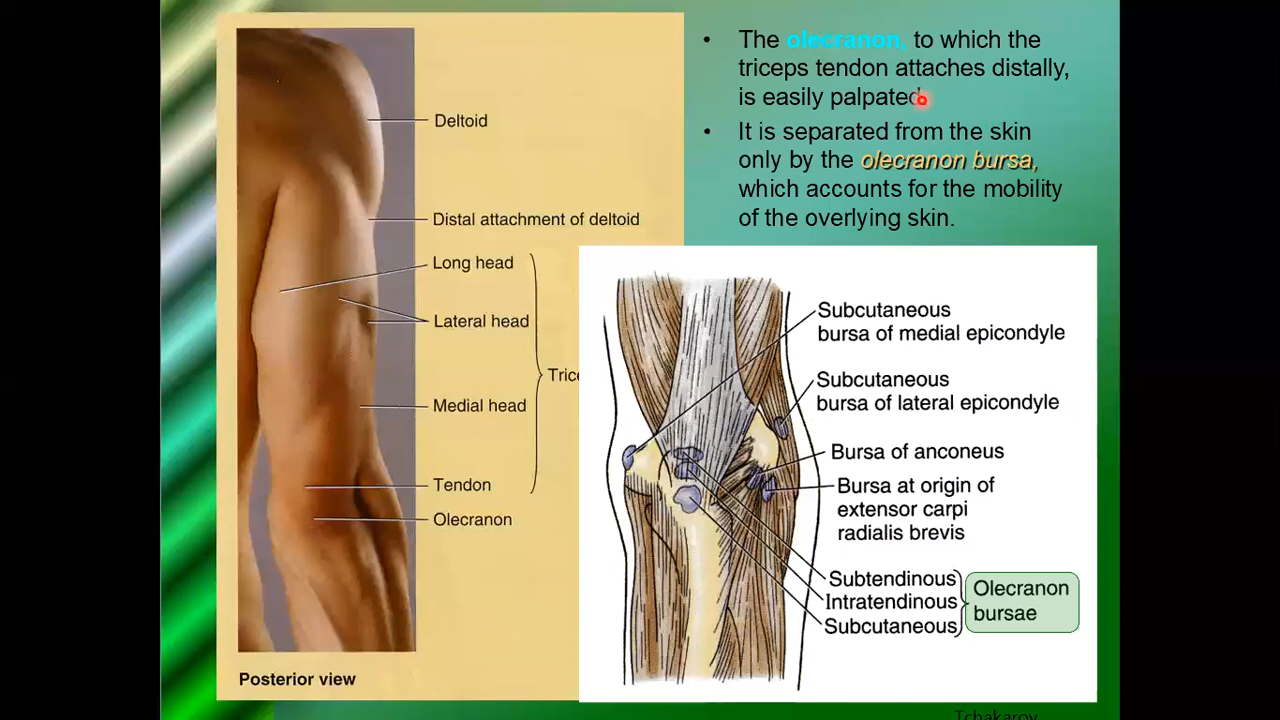 • The olecranon, to which the
triceps tendon attaches distally,
is easily palpated
• It is separated from the skin
only by the olecranon bursa,
which accounts for the mobility
of the overlying skin.
Deltoid
Distal attachment of deltoid
Long head
Lateral head
Medial head
Tendon
Olecranon
Posterior view
Subcutaneous
bursa of medial epicondyle
Subcutaneous
bursa of lateral epicondyle
Bursa of anconeus
Bursa at origin of
extensor carpi
radialis brevis
Subtendinous
Intratendinous
Subcutaneous
Olecranon
bursae